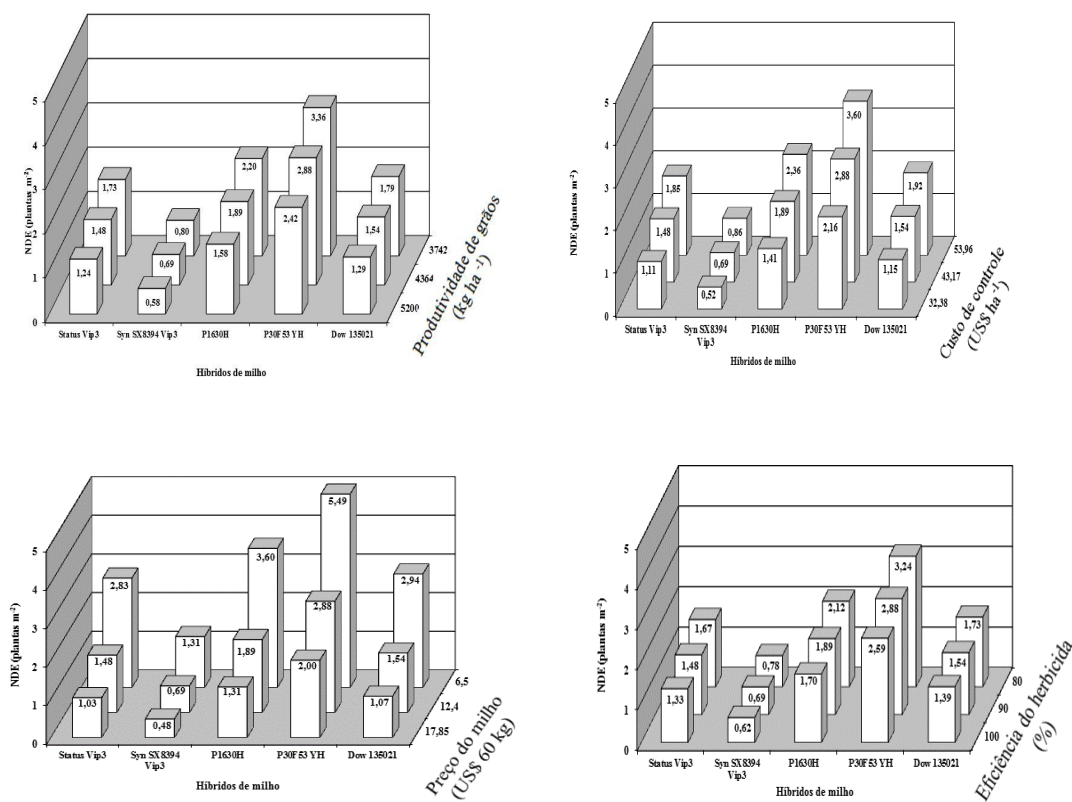 NDE (plantas m⁻²)
5
4
3
2
1
0
3,36
2,20
2,88
1,73
1,89
2,42
1,79
1,48
0,80
1,58
1,54
1,24
0,69
1,29
0,58
3742
4364
5200
Status Vip3
Syn SX8394 Vip3
P1630H
P30F53 YH
Dow 135021
Híbridos de milho
Produtividade de grãos
(kg ha ⁻¹)
NDE (plantas m⁻²)
5
4
3
2
1
0
3,60
2,36
2,88
1,85
1,89
2,16
1,92
1,48
0,86
1,41
1,54
1,11
0,69
1,15
0,52
53,96
43,17
32,38
Status Vip3
Syn SX8394
Vip3
P1630H
P30F53 YH
Dow 135021
Híbridos de milho
Custo de controle
(US$ ha⁻¹)
NDE (plantas m⁻²)
5
4
3
2
1
0
5,49
3,60
2,83
2,88
2,94
1,48
1,31
1,89
2,00
1,54
1,03
0,69
1,31
1,07
0,48
6,5
12,4
17,85
Status Vip3
Syn SX8394
Vip3
P1630H
P30F53 YH
Dow 135021
Híbridos de milho
Preço do milho
(US$ 60 kg)
NDE (plantas m⁻²)
5
4
3
2
1
0
3,24
2,12
2,88
1,67
1,89
2,59
1,73
1,48
0,78
1,70
1,54
1,33
0,69
1,39
0,62
80
90
100
Status Vip3
Syn SX8394
Vip3
P1630H
P30F53 YH
Dow 135021
Híbridos de milho
Eficiência do herbicida
(%)